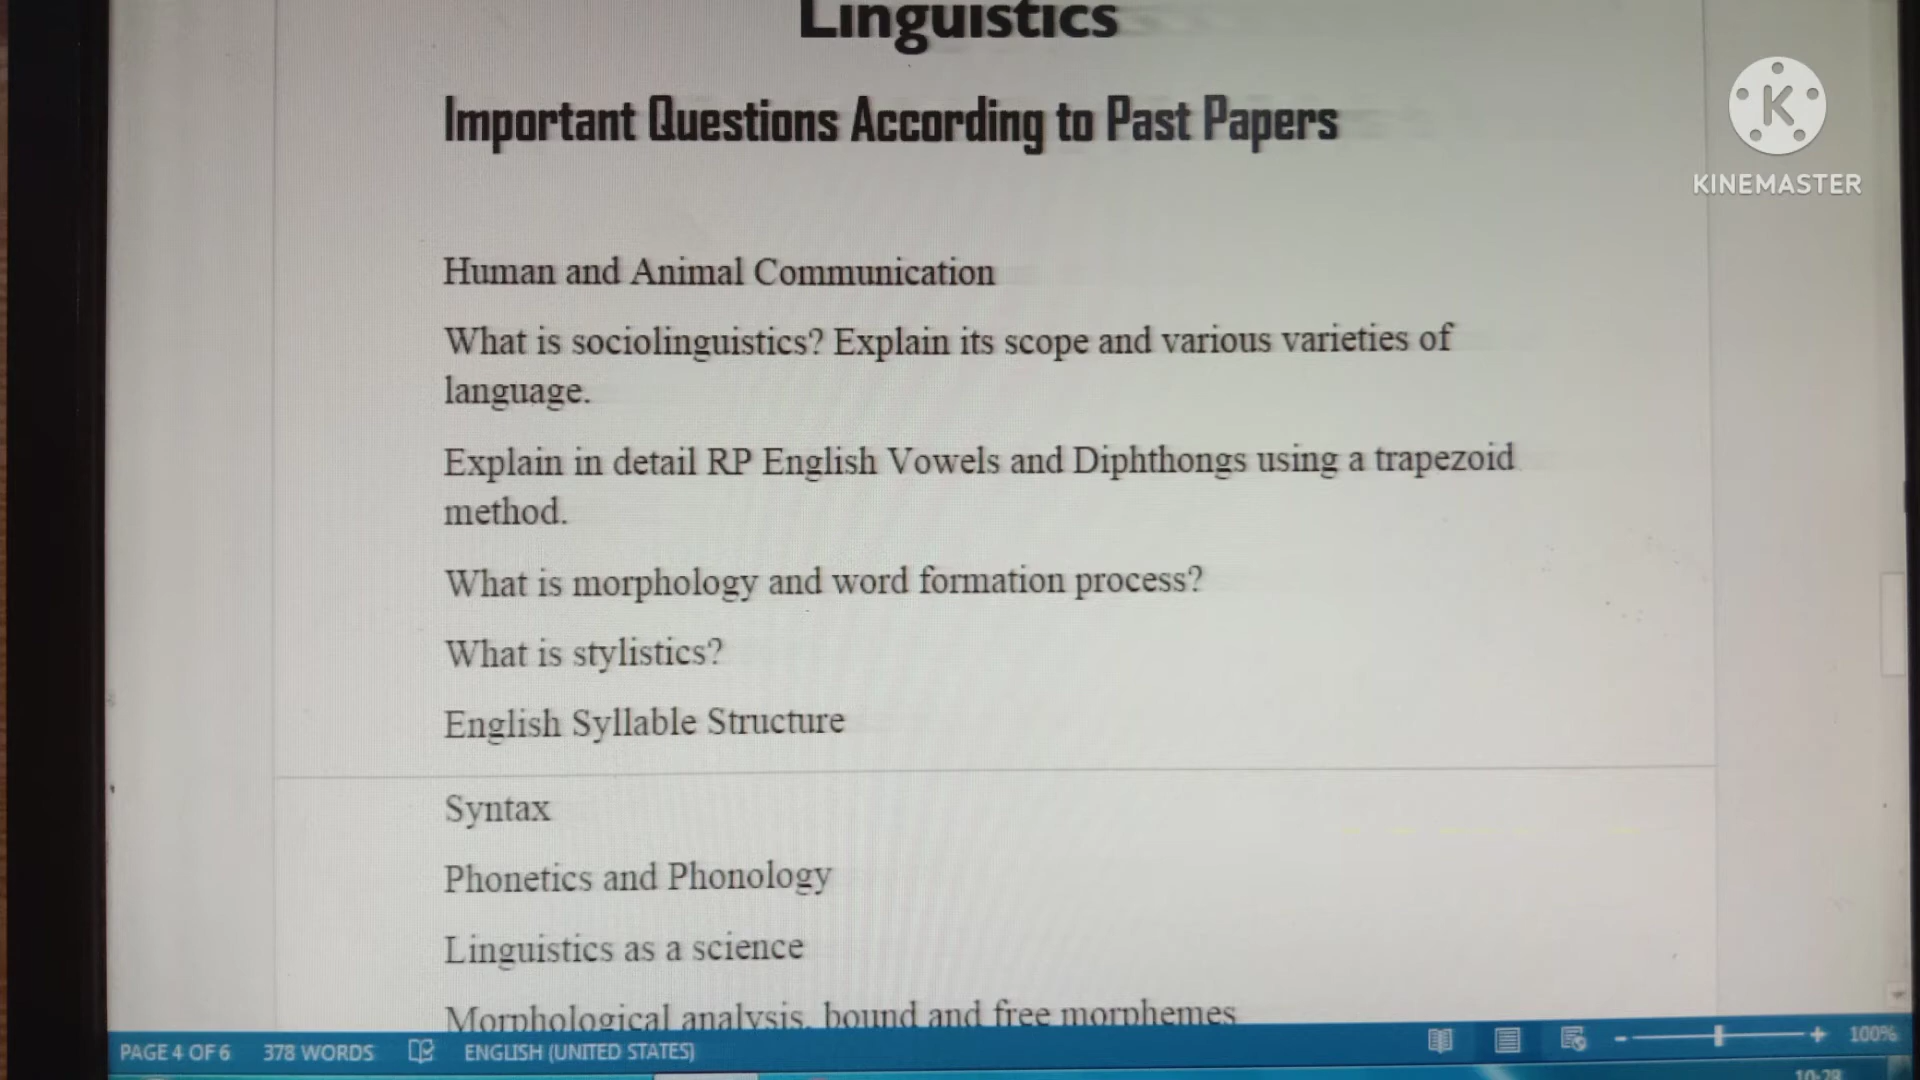 Linguistics
Important Questions According to Past Papers
KINEMASTER
Human and Animal Communication
What is sociolinguistics? Explain its scope and various varieties of
language.
Explain in detail RP English Vowels and Diphthongs using a trapezoid
method.
What is morphology and word formation process?
What is stylistics?
English Syllable Structure
Syntax
Phonetics and Phonology
Linguistics as a science
Morphological analysis, bound and free morphemes
PAGE 4 OF 6 378 WORDS ENGLISH (UNITED STATES) 100%
10:28